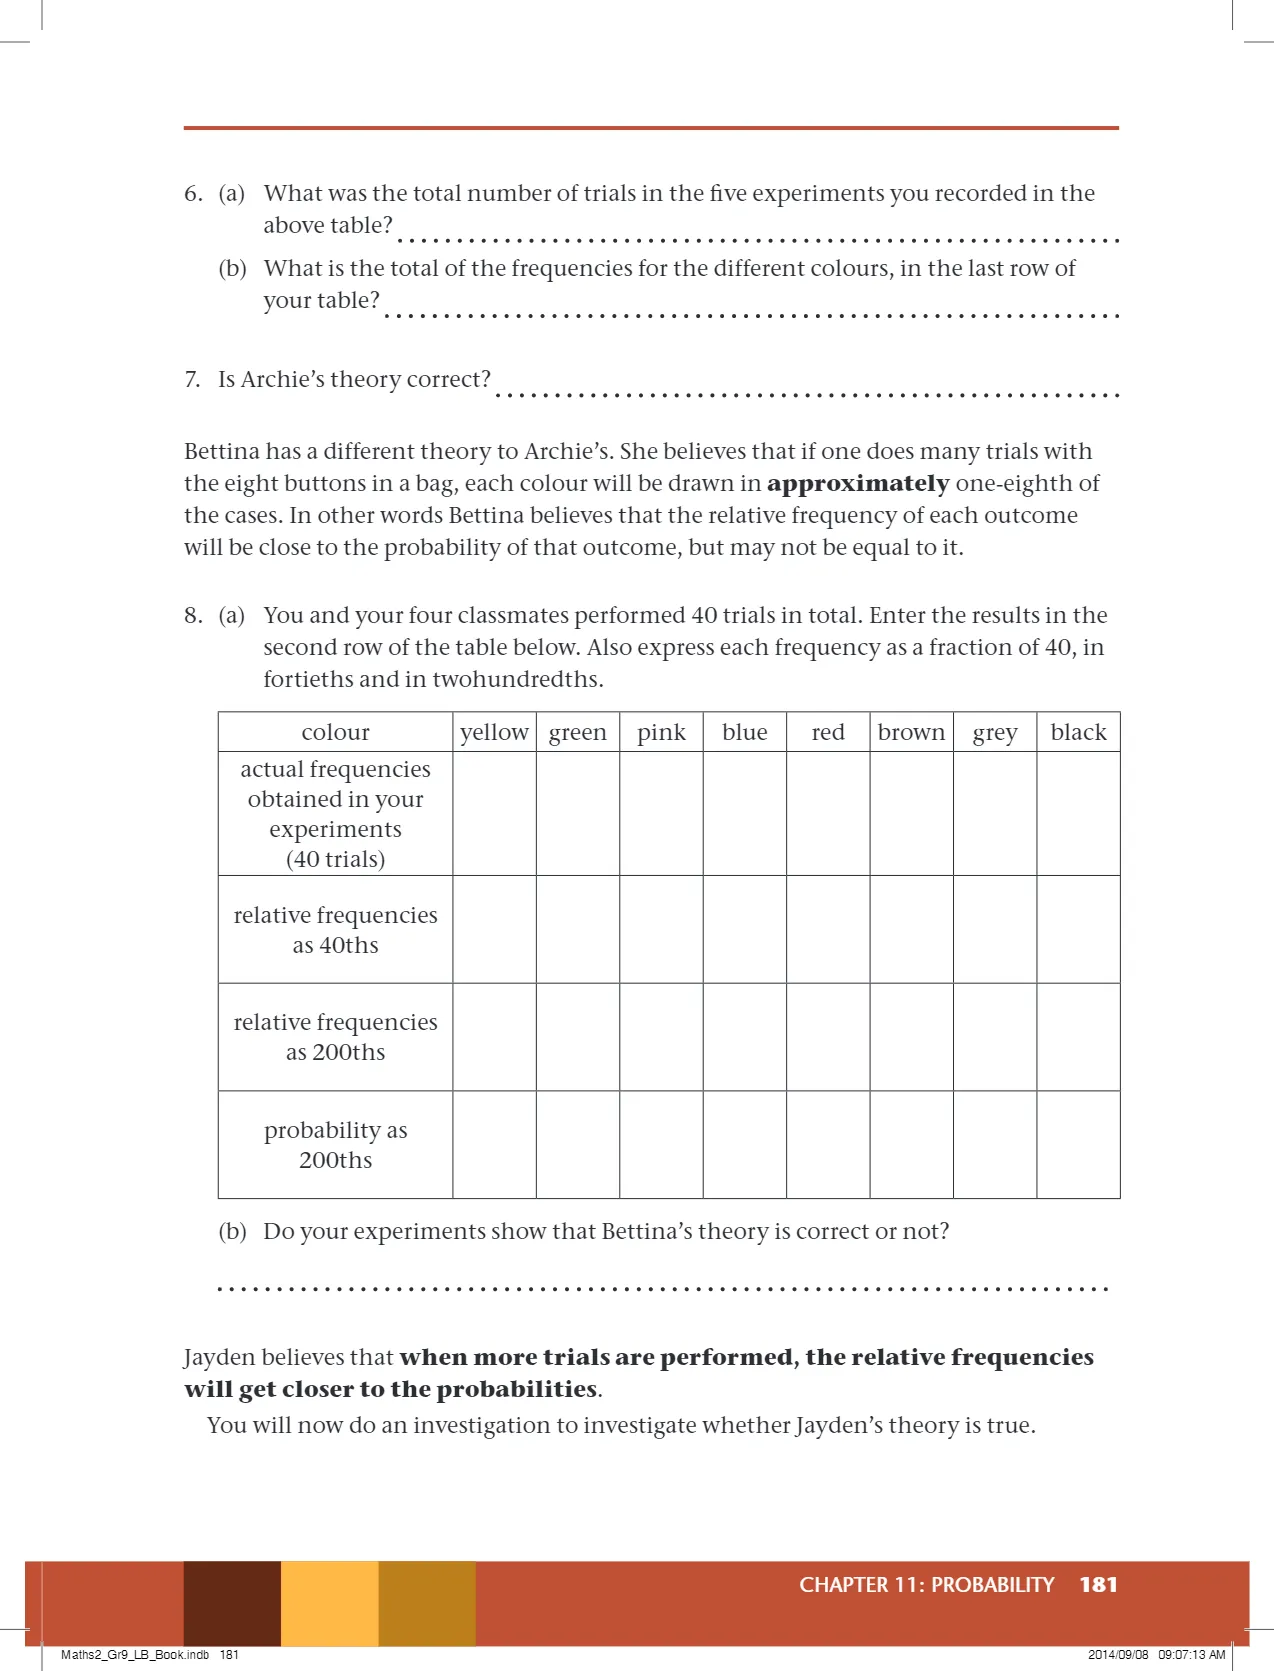 6. (a) What was the total number of trials in the five experiments you recorded in the
above table?
(b) What is the total of the frequencies for the different colours, in the last row of
your table?
7. Is Archie’s theory correct?
Bettina has a different theory to Archie’s. She believes that if one does many trials with
the eight buttons in a bag, each colour will be drawn in approximately one-eighth of
the cases. In other words Bettina believes that the relative frequency of each outcome
will be close to the probability of that outcome, but may not be equal to it.
8. (a) You and your four classmates performed 40 trials in total. Enter the results in the
second row of the table below. Also express each frequency as a fraction of 40, in
fortieths and in twohundredths.
colour yellow green pink blue red brown grey black
actual frequencies
obtained in your
experiments
(40 trials)
relative frequencies
as 40ths
relative frequencies
as 200ths
probability as
200ths
(b) Do your experiments show that Bettina’s theory is correct or not?
Jayden believes that when more trials are performed, the relative frequencies
will get closer to the probabilities.
You will now do an investigation to investigate whether Jayden’s theory is true.
CHAPTER 11: PROBABILITY 181
Maths2_Gr9_LB_Book.indb 181 2014/09/08 09:07:13 AM